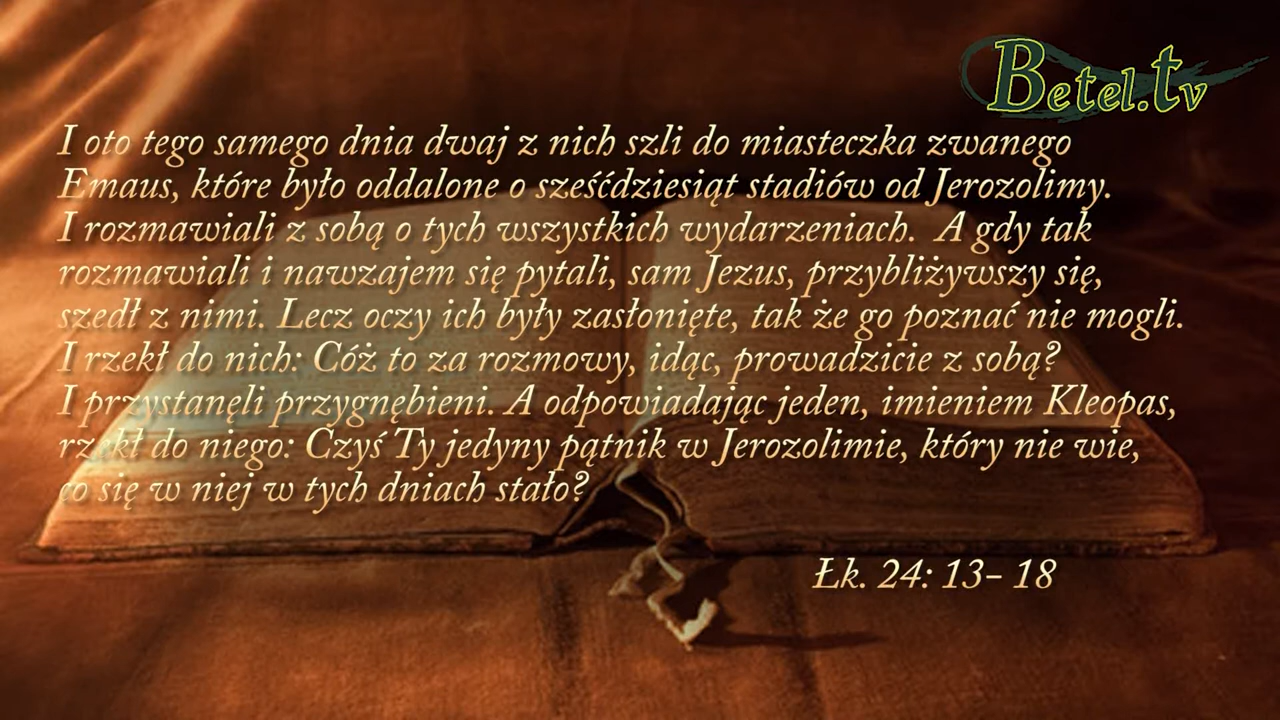 Betel.tv
I oto tego samego dnia dwaj z nich szli do miasteczka zwanego
Emaus, które było oddalone o sześćdziesiąt stadiów od Jerozolimy.
I rozmawiali z sobą o tych wszystkich wydarzeniach. A gdy tak
rozmawiali i nawzajem się pytali, sam Jezus, przybliżywszy się,
szedł z nimi. Lecz oczy ich były zasłonięte, tak że go poznać nie mogli.
I rzekł do nich: Cóż to za rozmowy, idąc, prowadzicie z sobą?
I przystanęli przygnębieni. A odpowiadając jeden, imieniem Kleopas,
rzekł do niego: Czyś Ty jedyny pątnik w Jerozolimie, który nie wie,
co się w niej w tych dniach stało?
Łk. 24: 13- 18